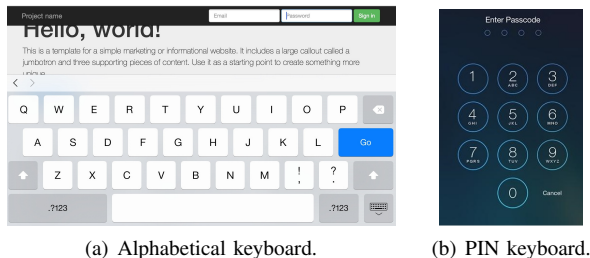 Project name
Email
Password
Sign in
Hello, world!
This is a template for a simple marketing or informational website. It includes a large callout called a
jumbotron and three supporting pieces of content. Use it as a starting point to create something more
unique.
Q W E R T Y U I O P
A S D F G H J K L Go
Z X C V B N M ! , ? .
.?123 .?123
(a) Alphabetical keyboard.
Enter Passcode
1 2 3
ABC DEF
4 5 6
GHI JKL MNO
7 8 9
PQRS TUV WXYZ
0 Cancel
(b) PIN keyboard.